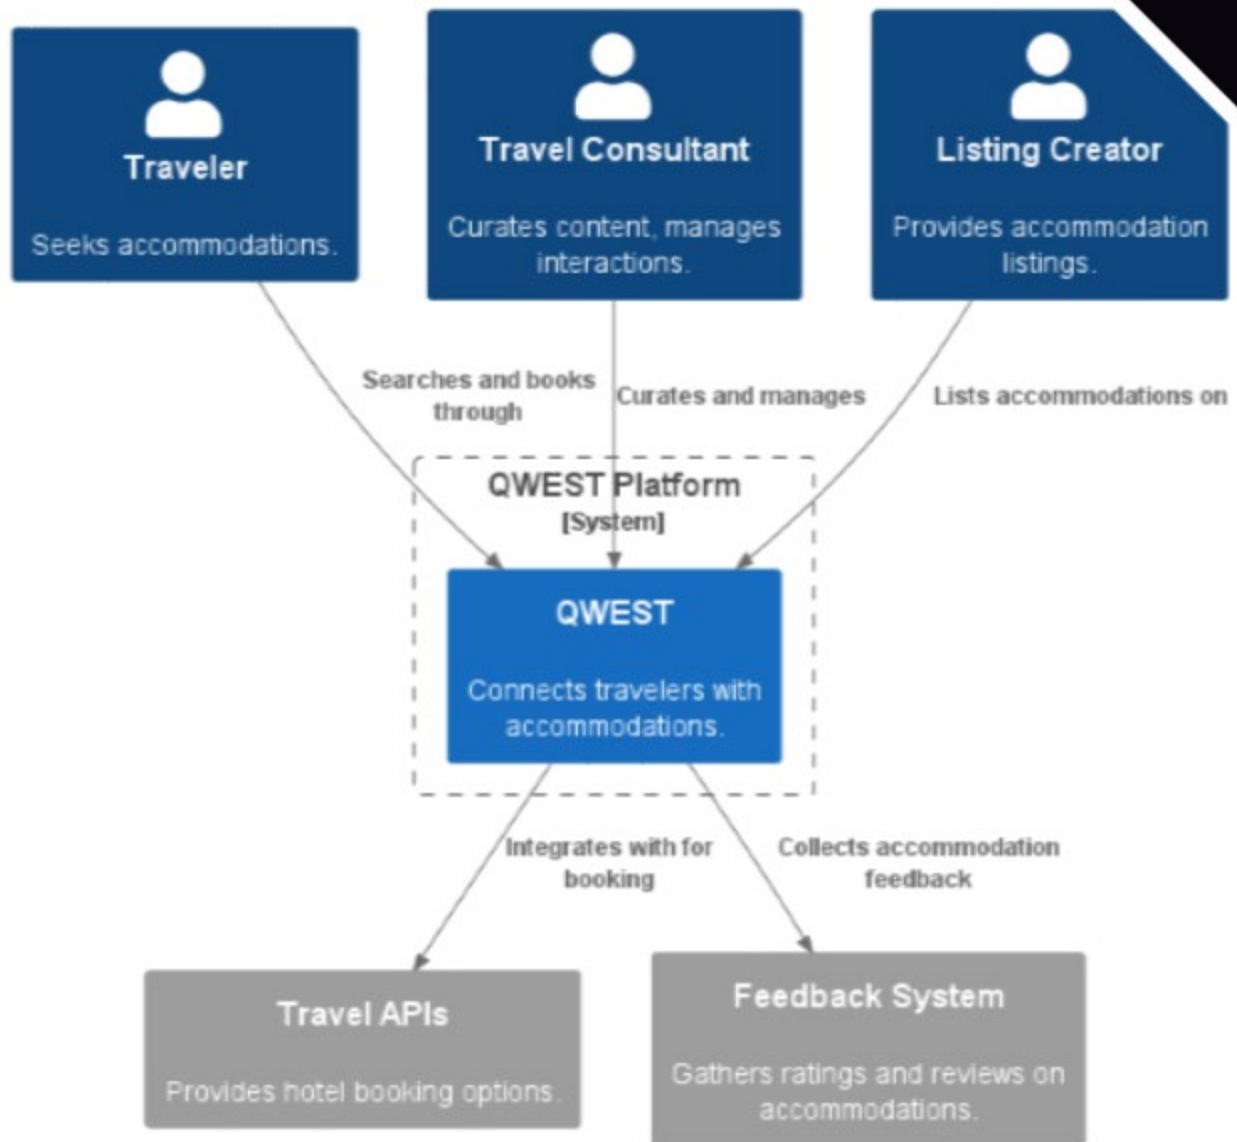 Traveler
Seeks accommodations.
Travel Consultant
Curates content, manages
interactions.
Listing Creator
Provides accommodation
listings.
Searches and books
through
Curates and manages
Lists accommodations on
QWEST Platform
[System]
QWEST
Connects travelers with
accommodations.
Integrates with for
booking
Collects accommodation
feedback
Travel APIs
Provides hotel booking options.
Feedback System
Gathers ratings and reviews on
accommodations.